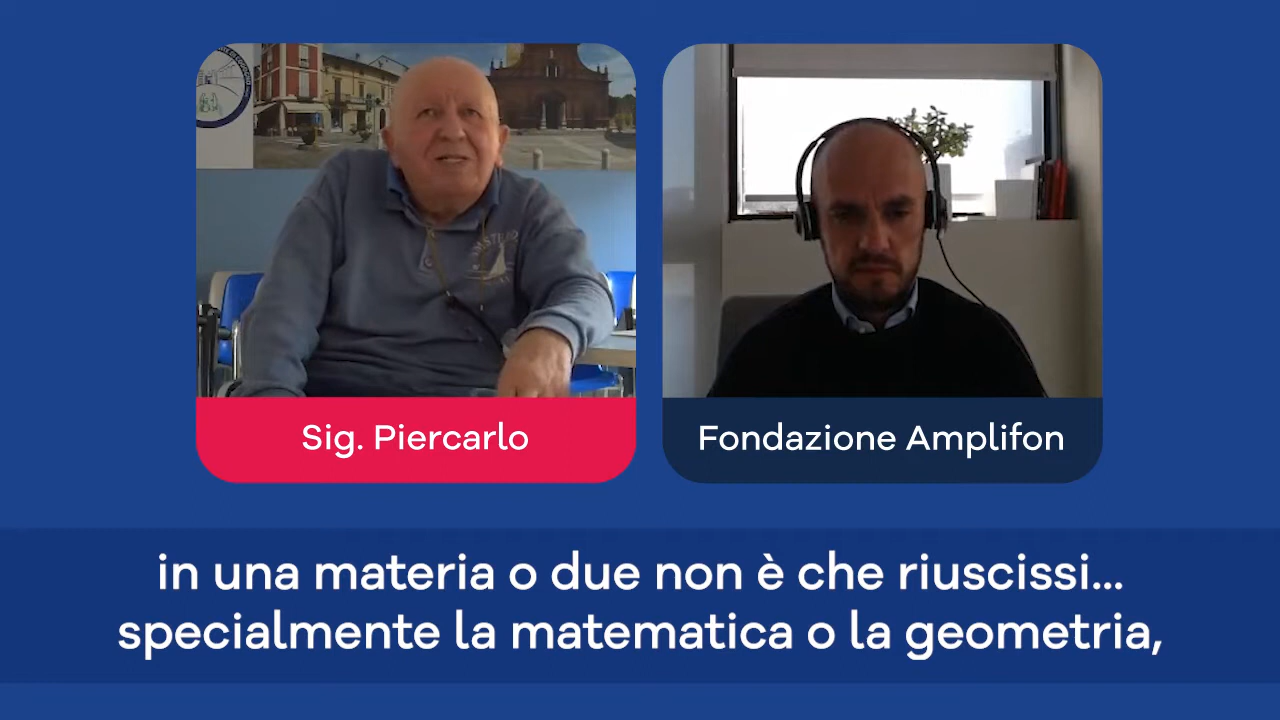 Sig. Piercarlo
Fondazione Amplifon
in una materia o due non è che riuscissi...
specialmente la matematica o la geometria,